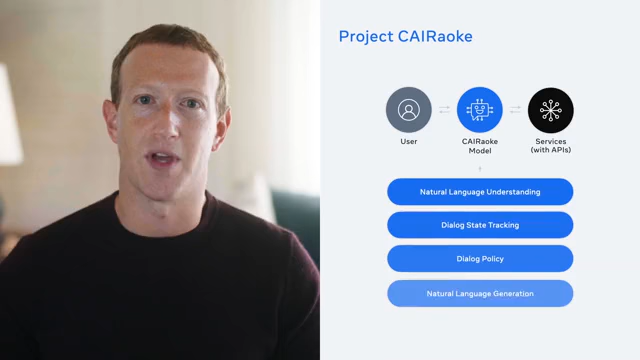 Project CAIRaoke
User
CAIRaoke
Model
Services
(with APIs)
Natural Language Understanding
Dialog State Tracking
Dialog Policy
Natural Language Generation